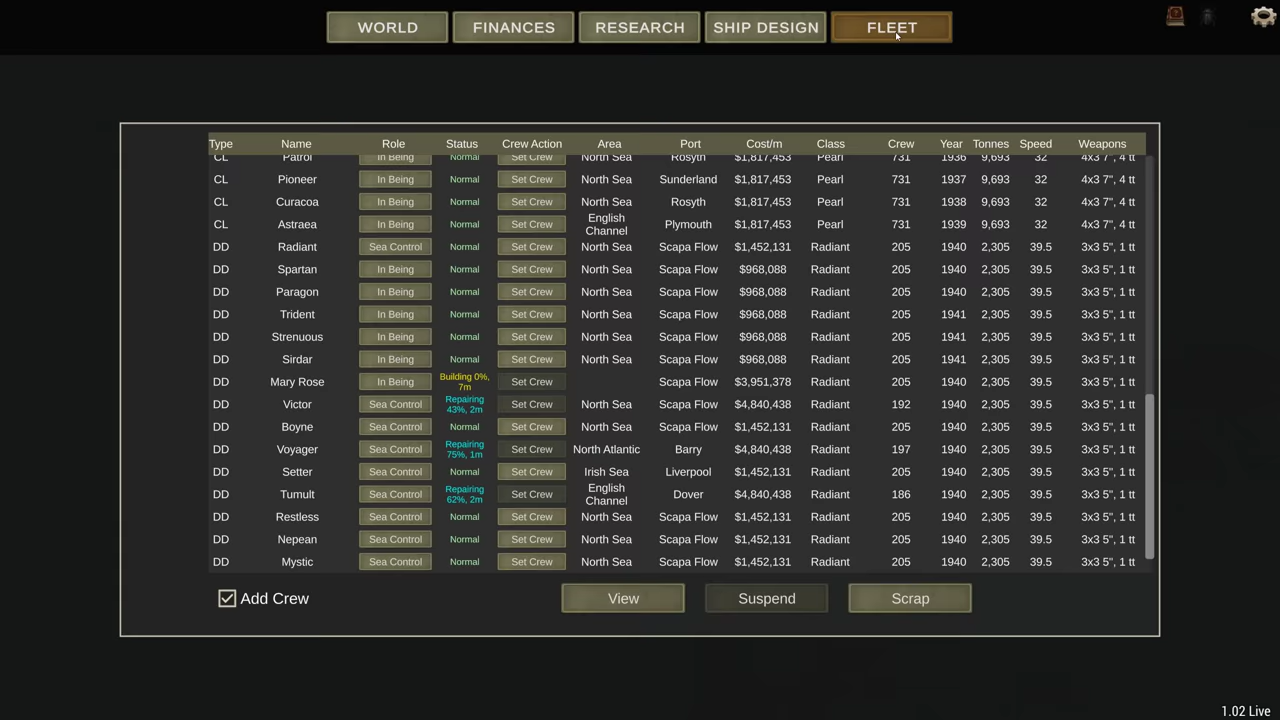 WORLD FINANCES RESEARCH SHIP DESIGN FLEET
Type Name Role Status Crew Action Area Port Cost/m Class Crew Year Tonnes Speed Weapons
CL Patrol In Being Normal Set Crew North Sea Rosyth $1,817,453 Pearl 731 1936 9,693 32 4x3 7", 4 tt
CL Pioneer In Being Normal Set Crew North Sea Sunderland $1,817,453 Pearl 731 1937 9,693 32 4x3 7", 4 tt
CL Curacoa In Being Normal Set Crew North Sea Rosyth $1,817,453 Pearl 731 1938 9,693 32 4x3 7", 4 tt
CL Astraea In Being Normal Set Crew English Channel Plymouth $1,817,453 Pearl 731 1939 9,693 32 4x3 7", 4 tt
DD Radiant Sea Control Normal Set Crew North Sea Scapa Flow $1,452,131 Radiant 205 1940 2,305 39.5 3x3 5", 1 tt
DD Spartan In Being Normal Set Crew North Sea Scapa Flow $968,088 Radiant 205 1940 2,305 39.5 3x3 5", 1 tt
DD Paragon In Being Normal Set Crew North Sea Scapa Flow $968,088 Radiant 205 1940 2,305 39.5 3x3 5", 1 tt
DD Trident In Being Normal Set Crew North Sea Scapa Flow $968,088 Radiant 205 1941 2,305 39.5 3x3 5", 1 tt
DD Strenuous In Being Normal Set Crew North Sea Scapa Flow $968,088 Radiant 205 1941 2,305 39.5 3x3 5", 1 tt
DD Sirdar In Being Normal Set Crew North Sea Scapa Flow $968,088 Radiant 205 1941 2,305 39.5 3x3 5", 1 tt
DD Mary Rose In Being Building 0%, 7m Set Crew Scapa Flow $3,951,378 Radiant 205 1940 2,305 39.5 3x3 5", 1 tt
DD Victor Sea Control Repairing 43%, 2m Set Crew North Sea Scapa Flow $4,840,438 Radiant 192 1940 2,305 39.5 3x3 5", 1 tt
DD Boyne Sea Control Normal Set Crew North Sea Scapa Flow $1,452,131 Radiant 205 1940 2,305 39.5 3x3 5", 1 tt
DD Voyager Sea Control Repairing 75%, 1m Set Crew North Atlantic Barry $4,840,438 Radiant 197 1940 2,305 39.5 3x3 5", 1 tt
DD Setter Sea Control Normal Set Crew Irish Sea Liverpool $1,452,131 Radiant 205 1940 2,305 39.5 3x3 5", 1 tt
DD Tumult Sea Control Repairing 62%, 2m Set Crew English Channel Dover $4,840,438 Radiant 186 1940 2,305 39.5 3x3 5", 1 tt
DD Restless Sea Control Normal Set Crew North Sea Scapa Flow $1,452,131 Radiant 205 1940 2,305 39.5 3x3 5", 1 tt
DD Nepean Sea Control Normal Set Crew North Sea Scapa Flow $1,452,131 Radiant 205 1940 2,305 39.5 3x3 5", 1 tt
DD Mystic Sea Control Normal Set Crew North Sea Scapa Flow $1,452,131 Radiant 205 1940 2,305 39.5 3x3 5", 1 tt
Add Crew View Suspend Scrap
1.02 Live